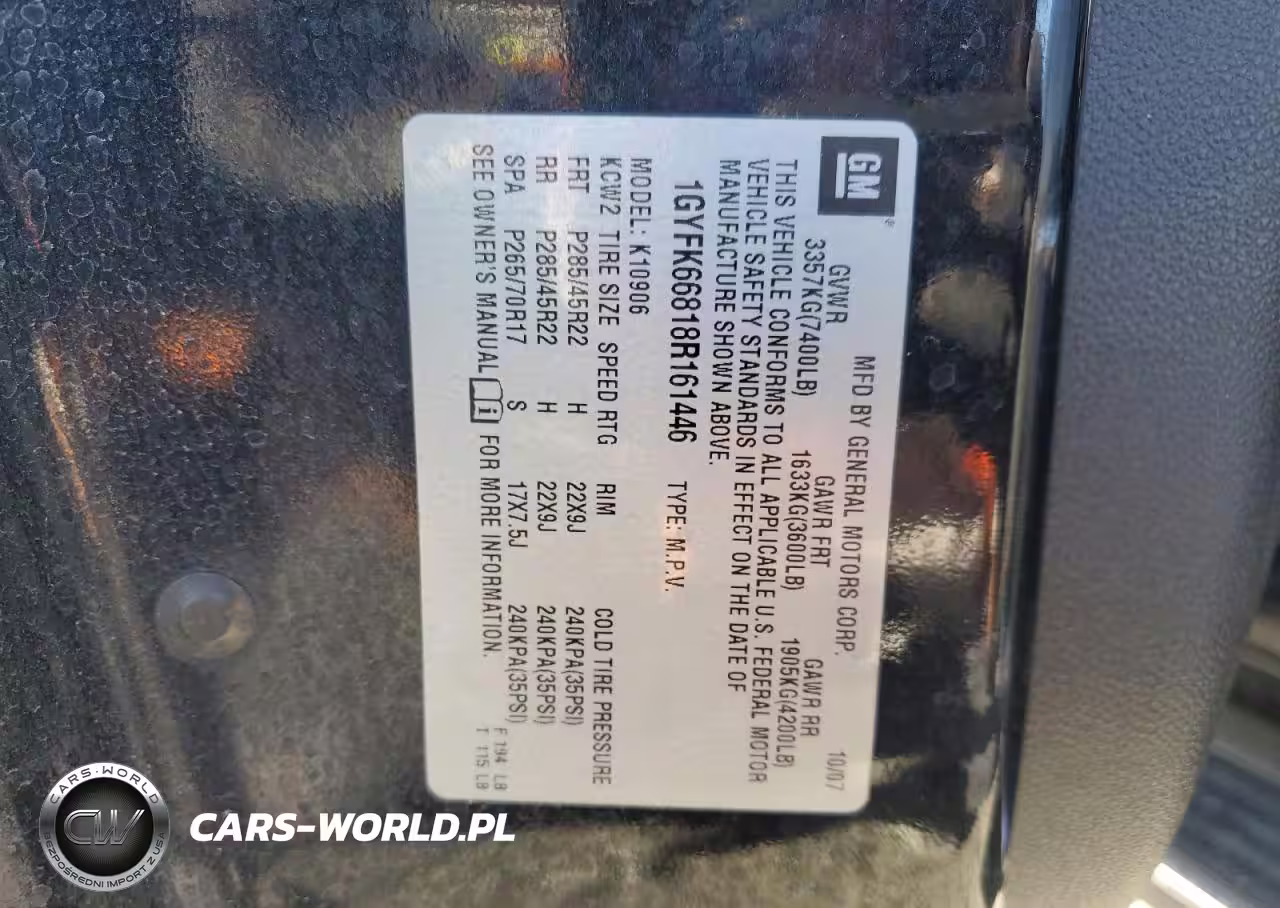 GM
MFD BY GENERAL MOTORS CORP. 10/07
GVWR GAWR FRT GAWR RR
3357KG(7400LB) 1633KG(3600LB) 1905KG(4200LB)
THIS VEHICLE CONFORMS TO ALL APPLICABLE U.S. FEDERAL MOTOR
VEHICLE SAFETY STANDARDS IN EFFECT ON THE DATE OF
MANUFACTURE SHOWN ABOVE.
1GYFK66818R161446 TYPE: M.P.V.
MODEL: K10906
KCW2 TIRE SIZE SPEED RTG RIM COLD TIRE PRESSURE
FRT P285/45R22 H 22X9J 240KPA(35PSI)
RR P285/45R22 H 22X9J 240KPA(35PSI)
SPA P265/70R17 S 17X7.5J 240KPA(35PSI)
SEE OWNER'S MANUAL i FOR MORE INFORMATION.
F 194 LB
T 115 LB
CARS-WORLD
CW
BEZPOŚREDNI IMPORT Z USA
CARS-WORLD.PL